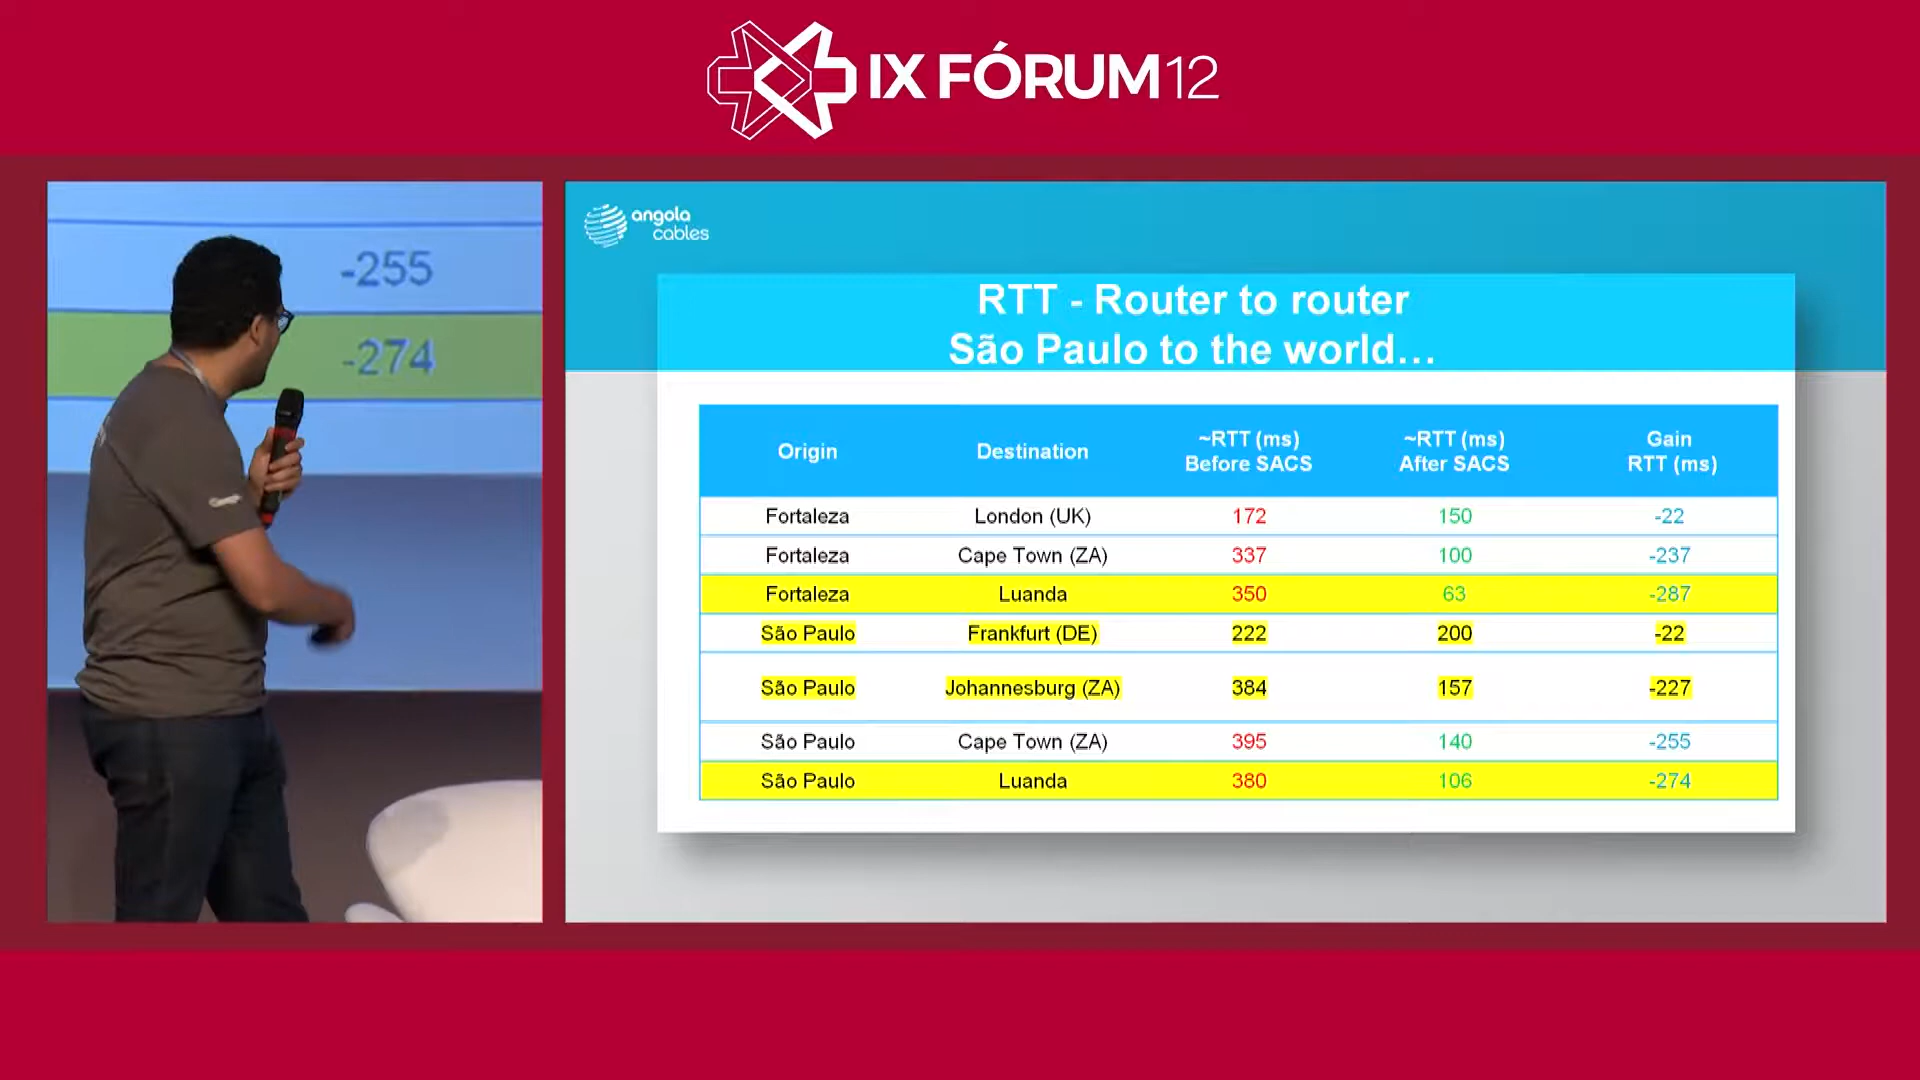 IX FÓRUM 12
-255
-274
angola
cables
RTT - Router to router
São Paulo to the world...
Origin Destination ~RTT (ms) Before SACS ~RTT (ms) After SACS Gain RTT (ms)
Fortaleza London (UK) 172 150 -22
Fortaleza Cape Town (ZA) 337 100 -237
Fortaleza Luanda 350 63 -287
São Paulo Frankfurt (DE) 222 200 -22
São Paulo Johannesburg (ZA) 384 157 -227
São Paulo Cape Town (ZA) 395 140 -255
São Paulo Luanda 380 106 -274